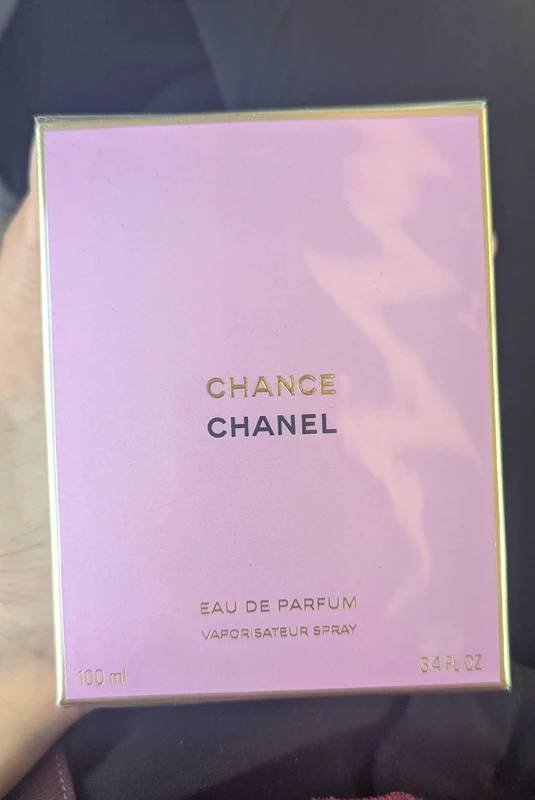 CHANCE
CHANEL
EAU DE PARFUM
VAPORISATEUR SPRAY
100 ml
3.4 FL OZ